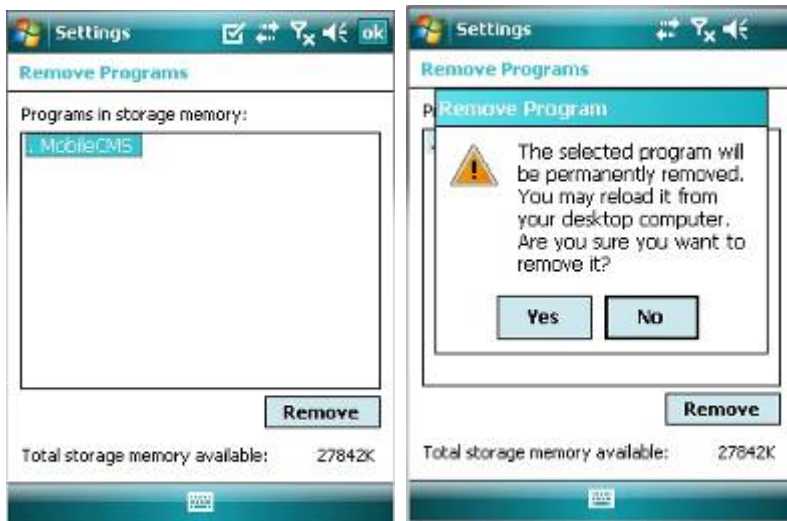 Settings
ok
Remove Programs
Programs in storage memory:
. MobileCMS
Remove
Total storage memory available: 27842K
Settings
Remove Programs
P
Remove Program
The selected program will
be permanently removed.
You may reload it from
your desktop computer.
Are you sure you want to
remove it?
Yes No
Remove
Total storage memory available: 27842K